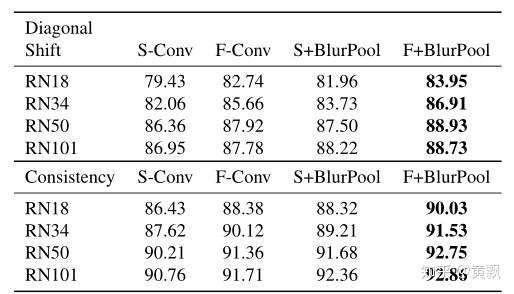 Diagonal
Shift S-Conv F-Conv S+BlurPool F+BlurPool
RN18 79.43 82.74 81.96 83.95
RN34 82.06 85.66 83.73 86.91
RN50 86.36 87.92 87.50 88.93
RN101 86.95 87.78 88.22 88.73
Consistency S-Conv F-Conv S+BlurPool F+BlurPool
RN18 86.43 88.38 88.32 90.03
RN34 87.62 90.12 89.21 91.53
RN50 90.21 91.36 91.68 92.75
RN101 90.76 91.71 92.36 92.86
知乎 @黄飘